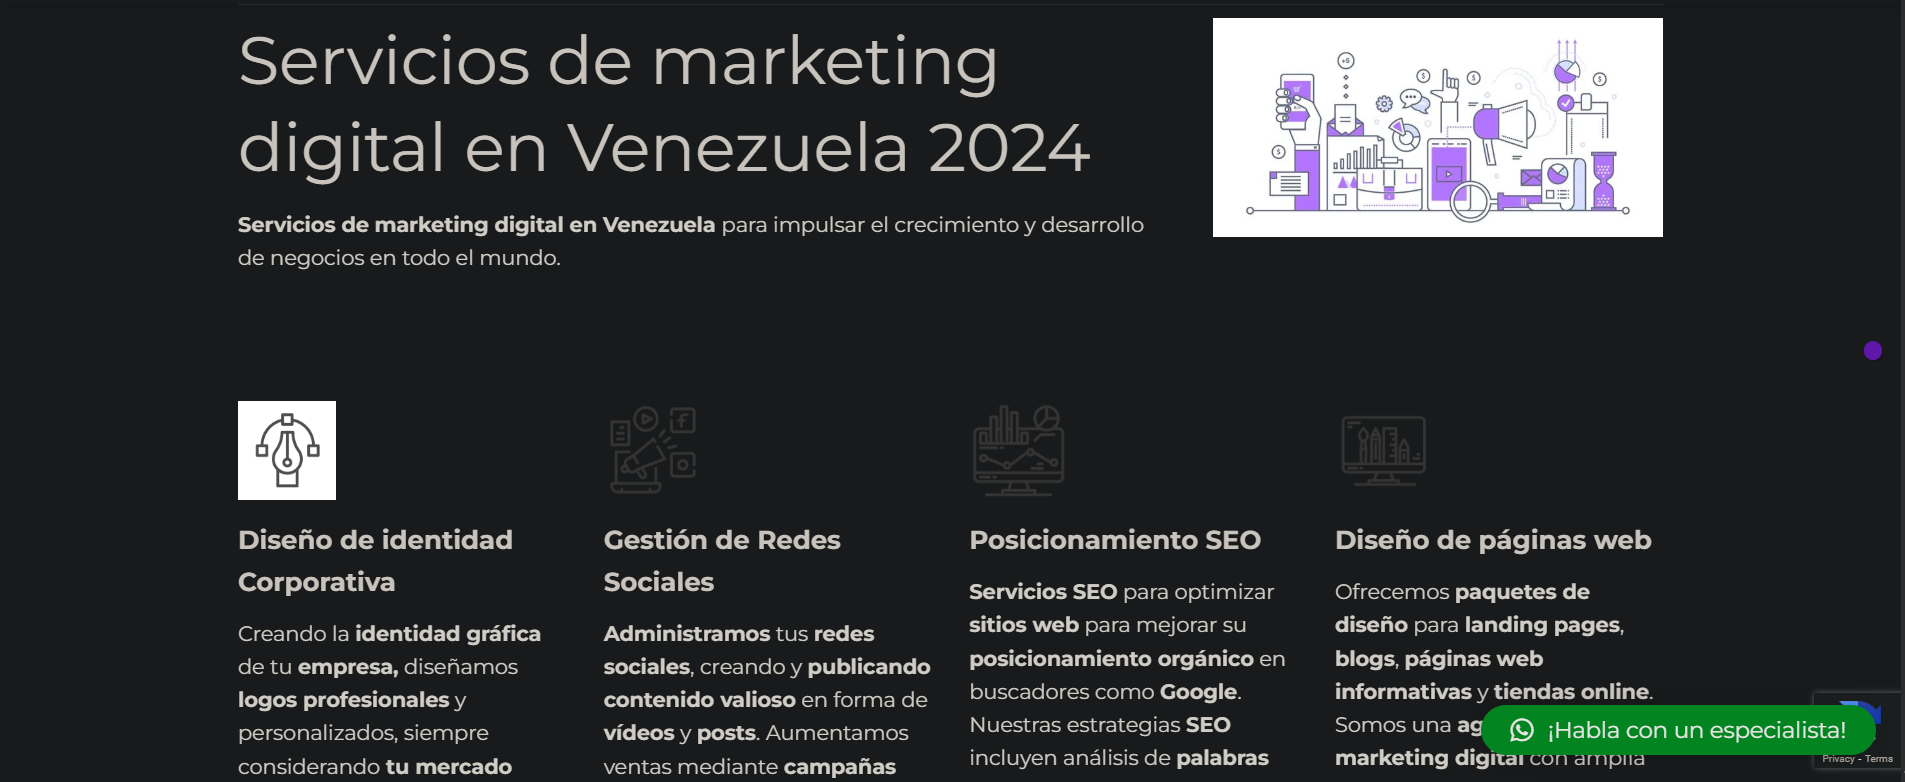 Servicios de marketing
digital en Venezuela 2024
Servicios de marketing digital en Venezuela para impulsar el crecimiento y desarrollo
de negocios en todo el mundo.
Diseño de identidad
Corporativa
Creando la identidad gráfica
de tu empresa, diseñamos
logos profesionales y
personalizados, siempre
considerando tu mercado
Gestión de Redes
Sociales
Administramos tus redes
sociales, creando y publicando
contenido valioso en forma de
vídeos y posts. Aumentamos
ventas mediante campañas
Posicionamiento SEO
Servicios SEO para optimizar
sitios web para mejorar su
posicionamiento orgánico en
buscadores como Google.
Nuestras estrategias SEO
incluyen análisis de palabras
Diseño de páginas web
Ofrecemos paquetes de
diseño para landing pages,
blogs, páginas web
informativas y tiendas online.
Somos una
marketing digital con amplia
¡Habla con un especialista!
Privacy - Terms